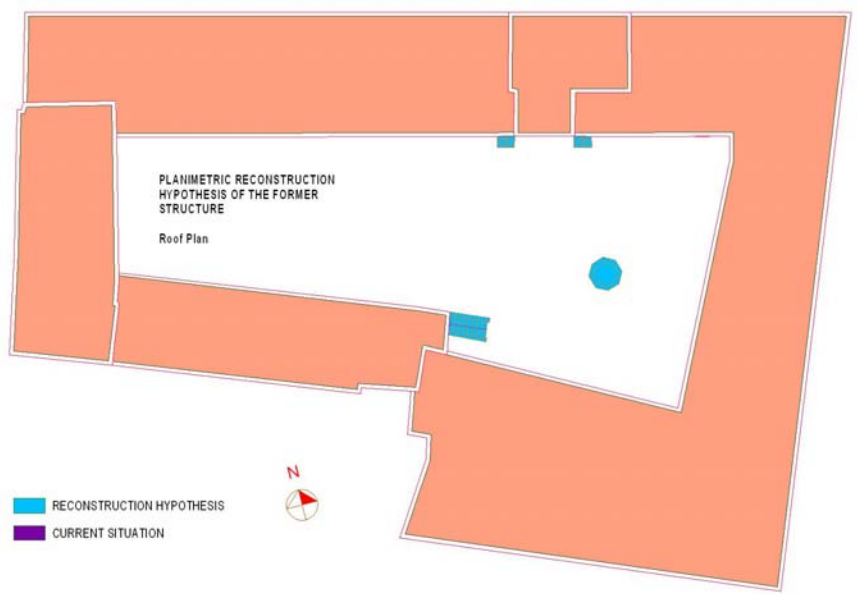 PLANIMETRIC RECONSTRUCTION
HYPOTHESIS OF THE FORMER
STRUCTURE
Roof Plan
N
RECONSTRUCTION HYPOTHESIS
CURRENT SITUATION